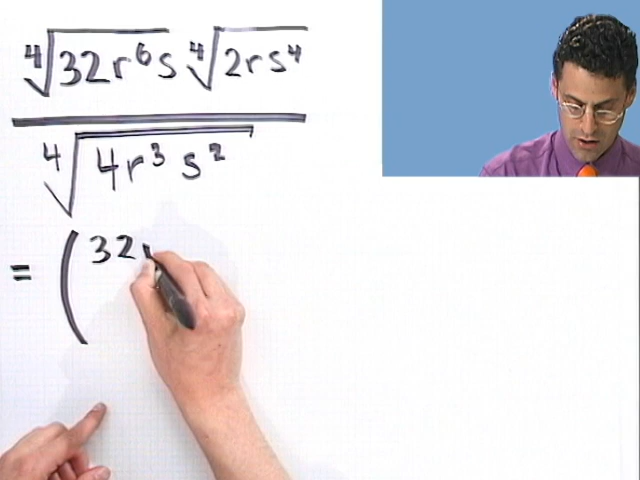 ⁴√32r⁶s ⁴√2rs⁴
⁴√4r³s²
= ( 32